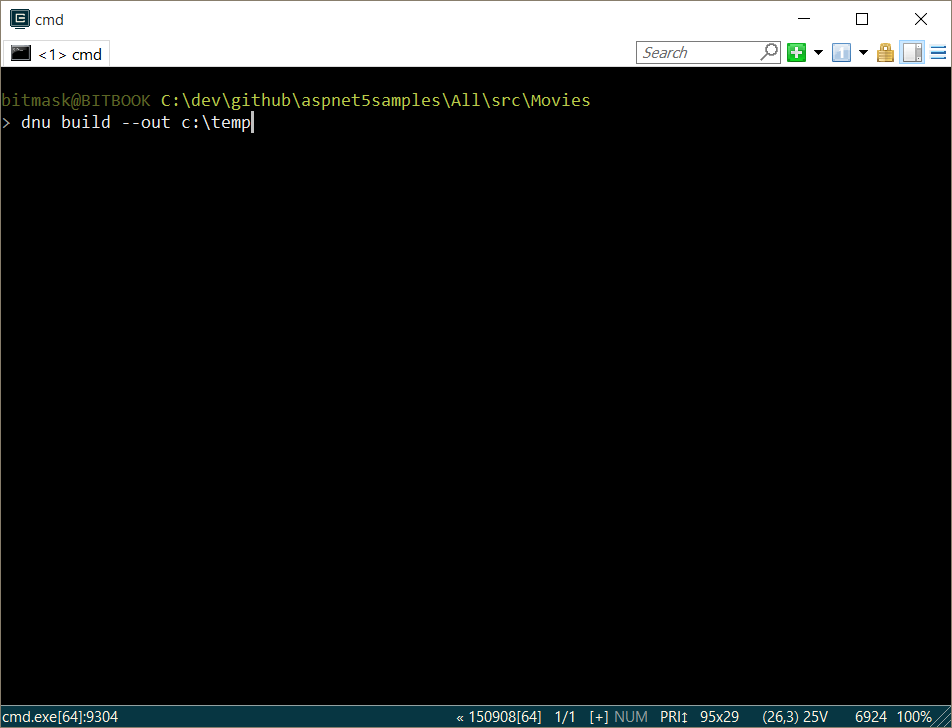 cmd
<1> cmd
Search
bitmask@BITBOOK C:\dev\github\aspnet5samples\All\src\Movies
> dnu build --out c:\temp
cmd.exe[64]:9304 « 150908[64] 1/1 [+] NUM PRI↕ 95x29 (26,3) 25V 6924 100%